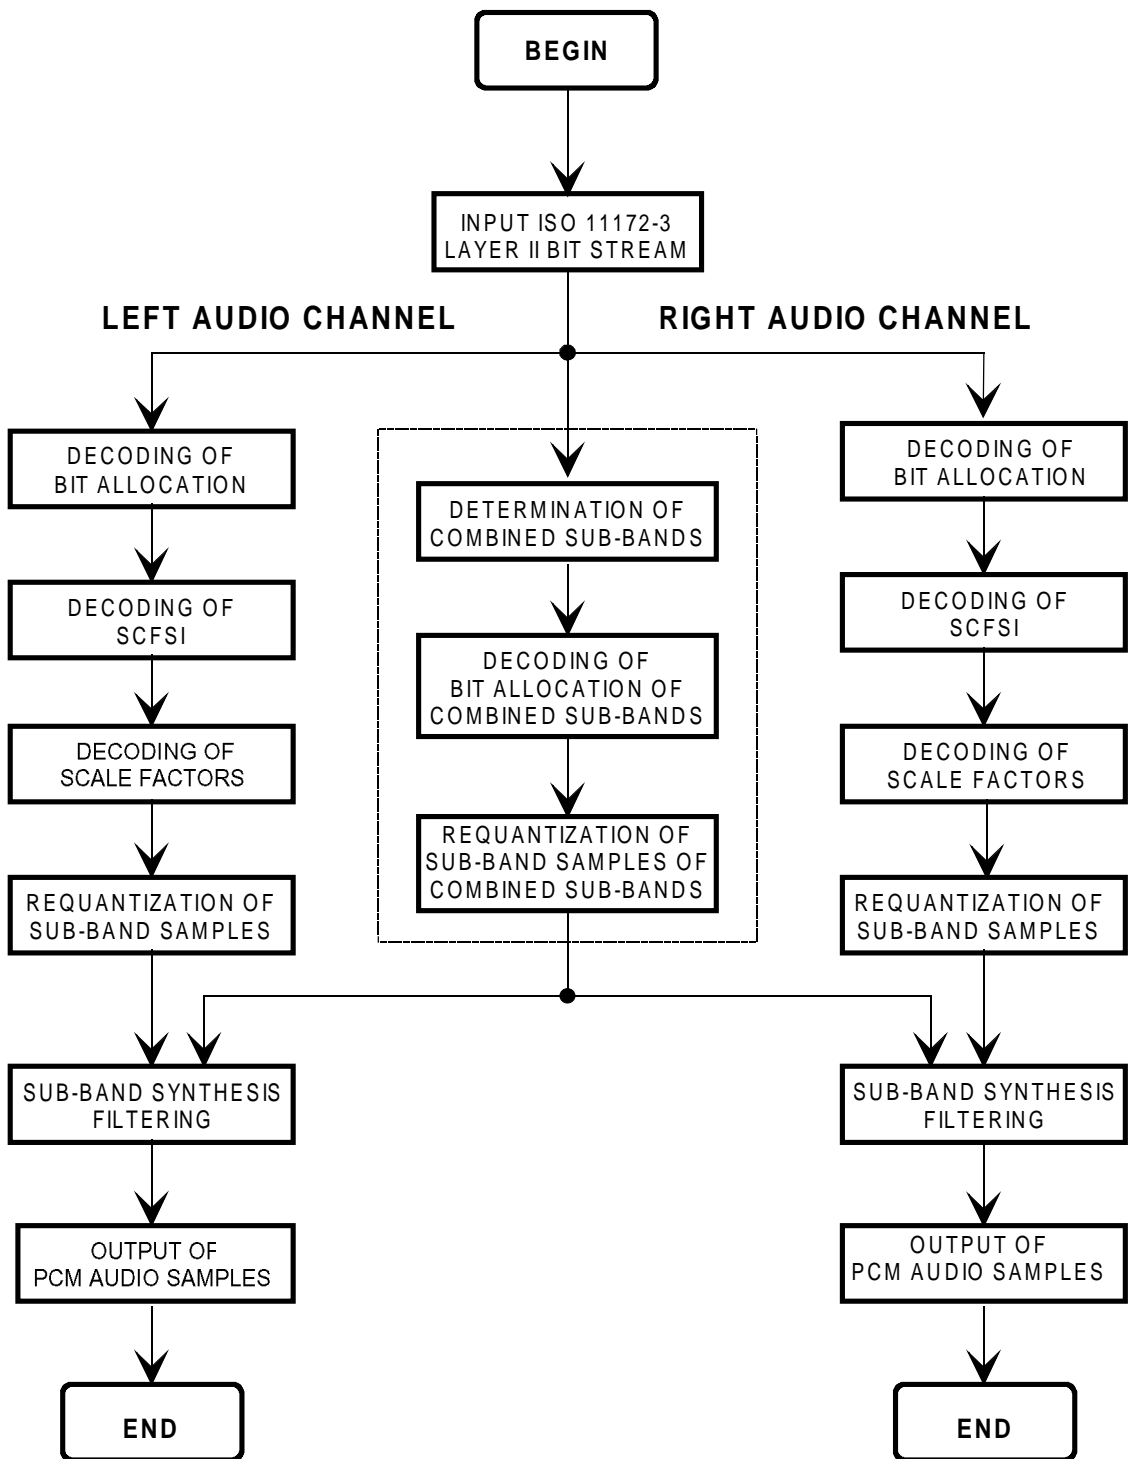 BEGIN
INPUT ISO 11172-3
LAYER II BIT STREAM
LEFT AUDIO CHANNEL
RIGHT AUDIO CHANNEL
DECODING OF
BIT ALLOCATION
DECODING OF
SCFSI
DECODING OF
SCALE FACTORS
REQUANTIZATION OF
SUB-BAND SAMPLES
SUB-BAND SYNTHESIS
FILTERING
OUTPUT OF
PCM AUDIO SAMPLES
END
DETERMINATION OF
COMBINED SUB-BANDS
DECODING OF
BIT ALLOCATION OF
COMBINED SUB-BANDS
REQUANTIZATION OF
SUB-BAND SAMPLES OF
COMBINED SUB-BANDS
DECODING OF
BIT ALLOCATION
DECODING OF
SCFSI
DECODING OF
SCALE FACTORS
REQUANTIZATION OF
SUB-BAND SAMPLES
SUB-BAND SYNTHESIS
FILTERING
OUTPUT OF
PCM AUDIO SAMPLES
END